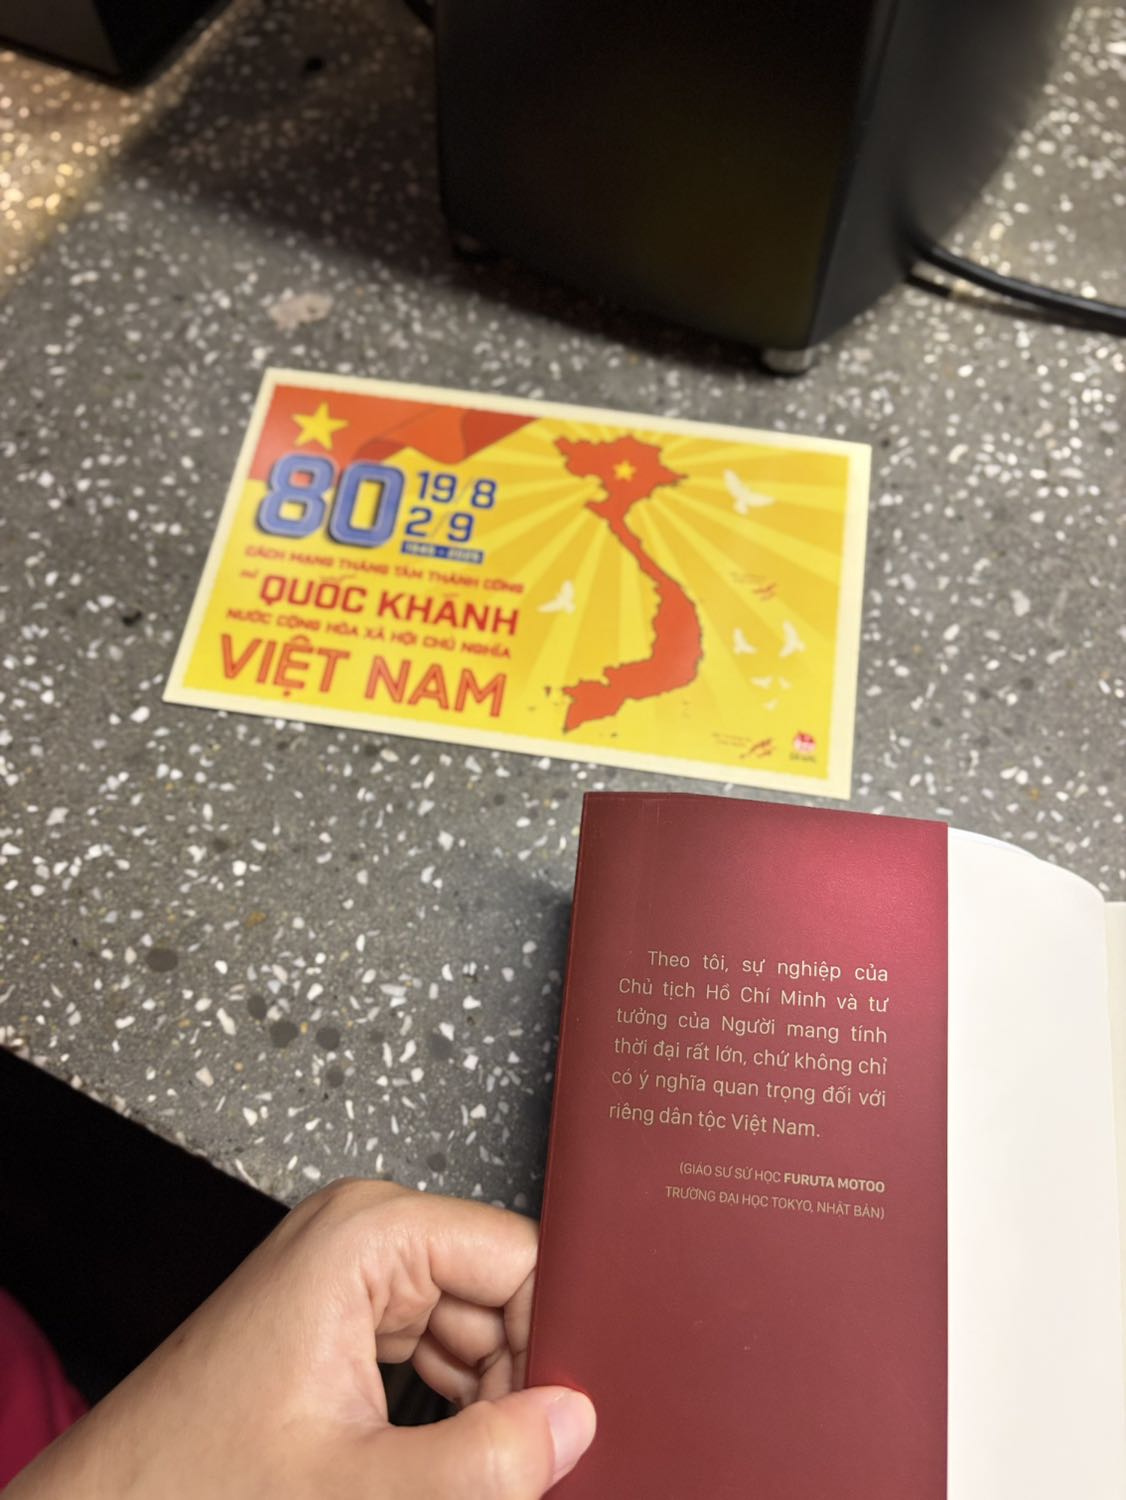 80
19/8
2/9
1945 - 2025
CÁCH MẠNG THÁNG TÁM THÀNH CÔNG
QUỐC KHÁNH
NƯỚC CỘNG HÒA XÃ HỘI CHỦ NGHĨA
VIỆT NAM
Theo tôi, sự nghiệp của
Chủ tịch Hồ Chí Minh và tư
tưởng của Người mang tính
thời đại rất lớn, chứ không chỉ
có ý nghĩa quan trọng đối với
riêng dân tộc Việt Nam.
(GIÁO SƯ SỬ HỌC FURUTA MOTOO
TRƯỜNG ĐẠI HỌC TOKYO, NHẬT BẢN)